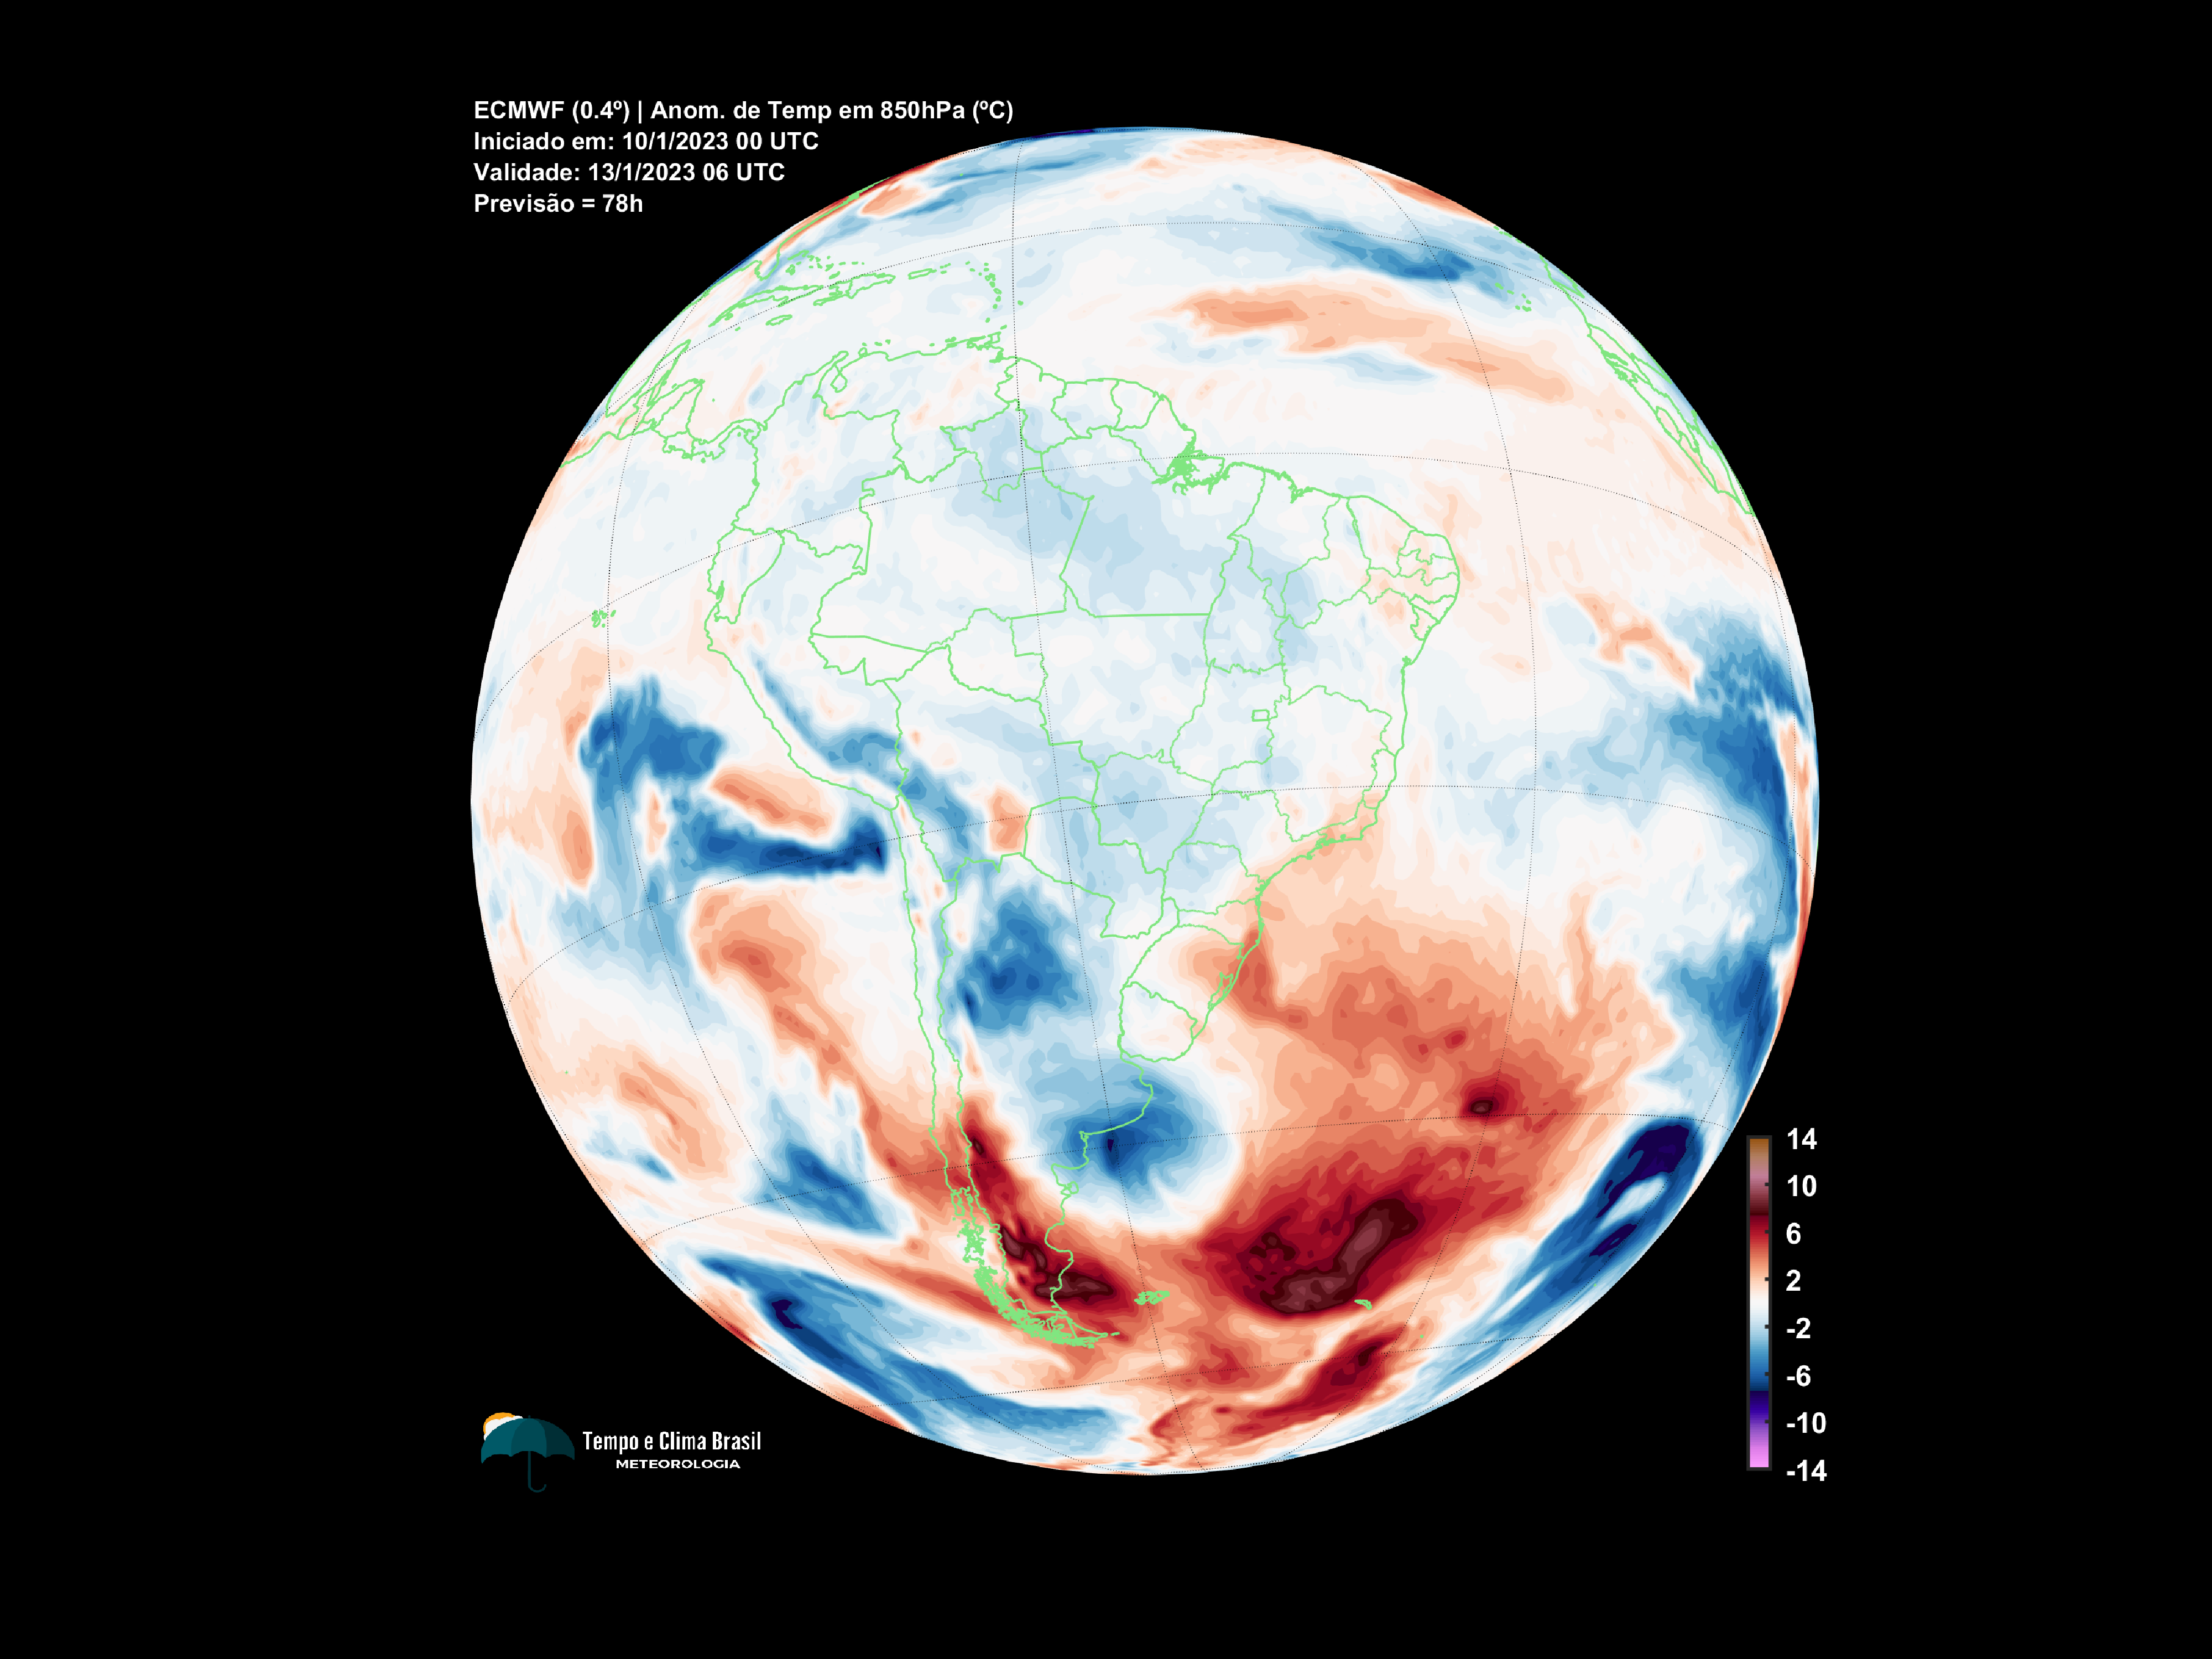 ECMWF (0.4º) | Anom. de Temp em 850hPa (ºC)
Iniciado em: 10/1/2023 00 UTC
Validade: 13/1/2023 06 UTC
Previsão = 78h
14
10
6
2
-2
-6
-10
-14
Tempo e Clima Brasil
METEOROLOGIA